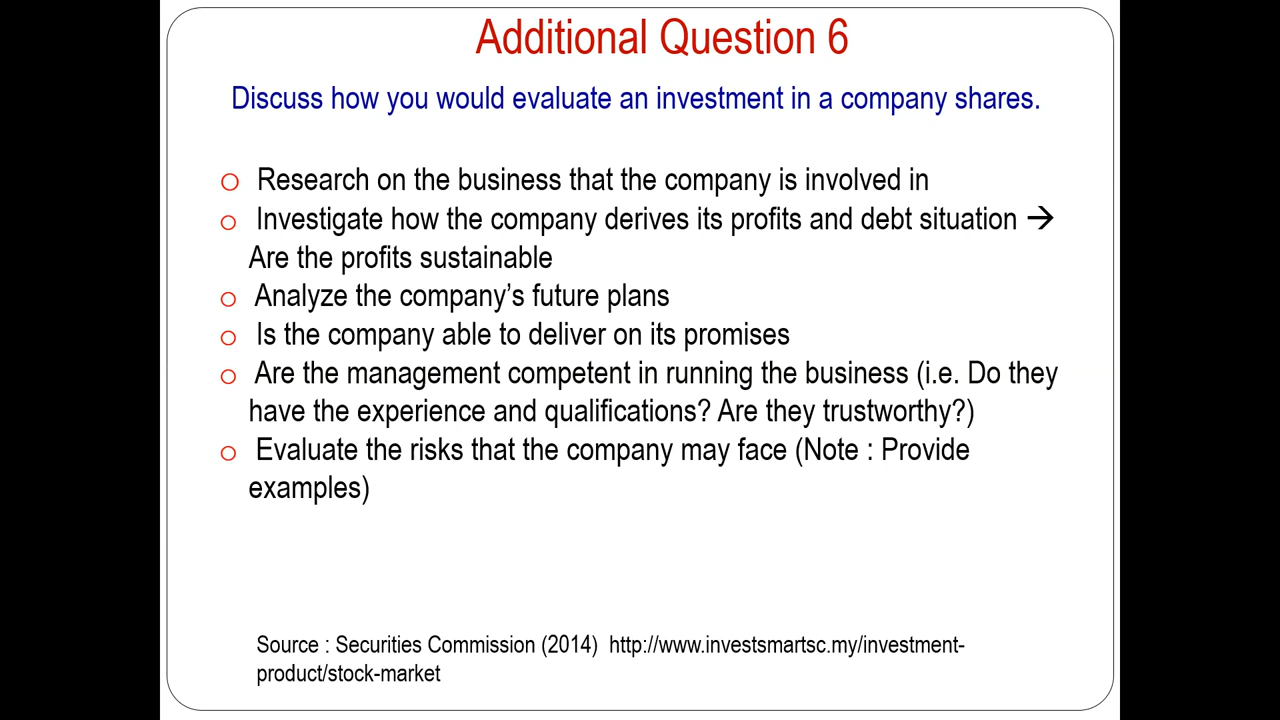 Additional Question 6
Discuss how you would evaluate an investment in a company shares.
o Research on the business that the company is involved in
o Investigate how the company derives its profits and debt situation →
Are the profits sustainable
o Analyze the company’s future plans
o Is the company able to deliver on its promises
o Are the management competent in running the business (i.e. Do they
have the experience and qualifications? Are they trustworthy?)
o Evaluate the risks that the company may face (Note : Provide
examples)
Source : Securities Commission (2014) http://www.investsmartsc.my/investment-
product/stock-market